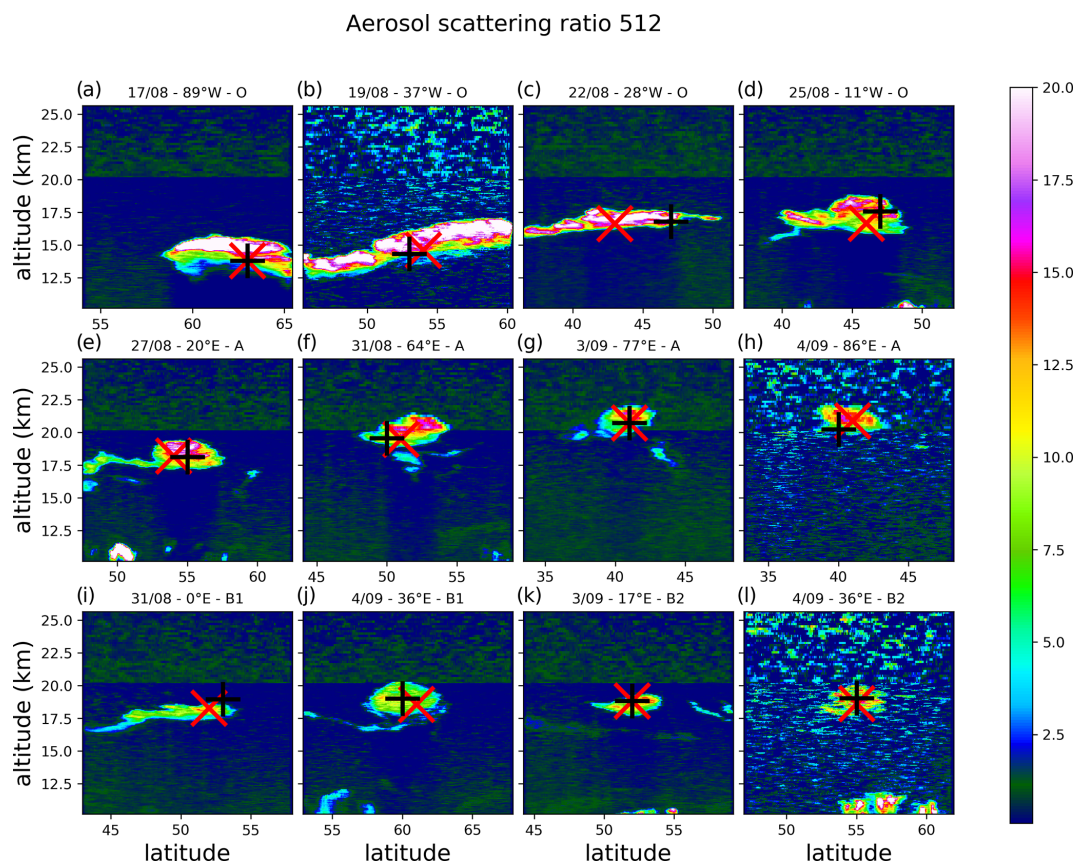 Aerosol scattering ratio 512
(a) (b) (c) (d)
17/08 - 89°W - O 19/08 - 37°W - O 22/08 - 28°W - O 25/08 - 11°W - O
altitude (km)
25.0
22.5
20.0
17.5
15.0
12.5
55 60 65 50 55 60 40 45 50 40 45 50
(e) (f) (g) (h)
27/08 - 20°E - A 31/08 - 64°E - A 3/09 - 77°E - A 4/09 - 86°E - A
altitude (km)
25.0
22.5
20.0
17.5
15.0
12.5
50 55 60 45 50 55 35 40 45 35 40 45
(i) (j) (k) (l)
31/08 - 0°E - B1 4/09 - 36°E - B1 3/09 - 17°E - B2 4/09 - 36°E - B2
altitude (km)
25.0
22.5
20.0
17.5
15.0
12.5
45 50 55 55 60 65 45 50 55 50 55 60
latitude latitude latitude latitude
20.0
17.5
15.0
12.5
10.0
7.5
5.0
2.5